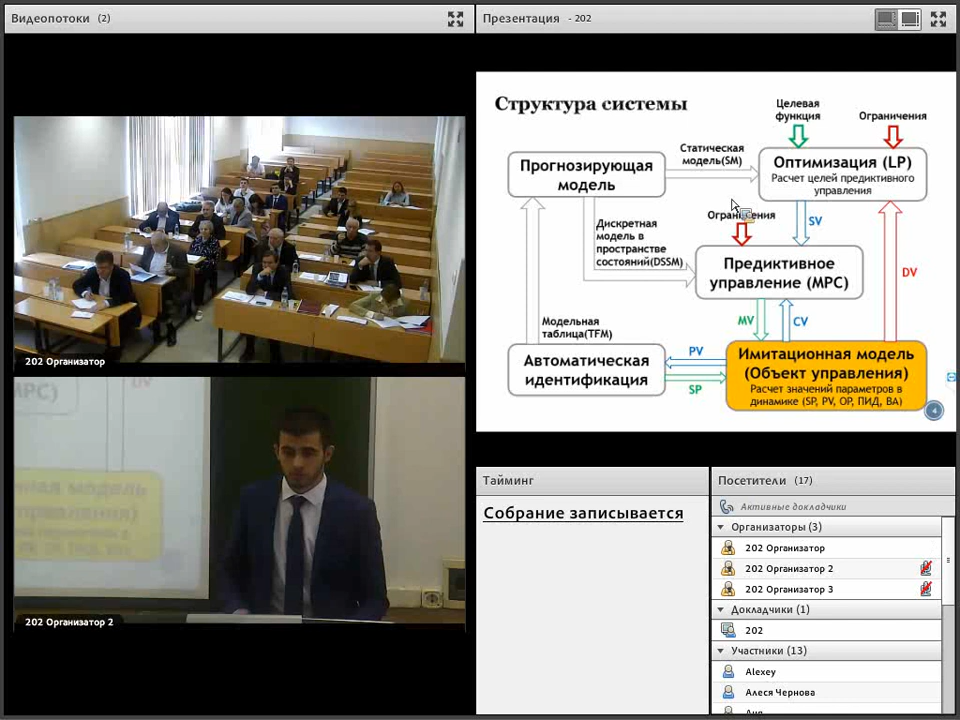 Видеопотоки (2)
202 Организатор
202 Организатор 2
Презентация - 202
Структура системы
Целевая
функция
Ограничения
Прогнозирующая
модель
Статическая
модель(SM)
Оптимизация (LP)
Расчет целей предиктивного
управления
Дискретная
модель в
пространстве
состояний(DSSM)
Ограничения
SV
Предиктивное
управление (MPC)
DV
Модельная
таблица(TFM)
MV
CV
Автоматическая
идентификация
PV
SP
Имитационная модель
(Объект управления)
Расчет значений параметров в
динамике (SP, PV, OP, ПИД, ВА)
4
Тайминг
Собрание записывается
Посетители (17)
Активные докладчики
Организаторы (3)
202 Организатор
202 Организатор 2
202 Организатор 3
Докладчики (1)
202
Участники (13)
Alexey
Алеся Чернова